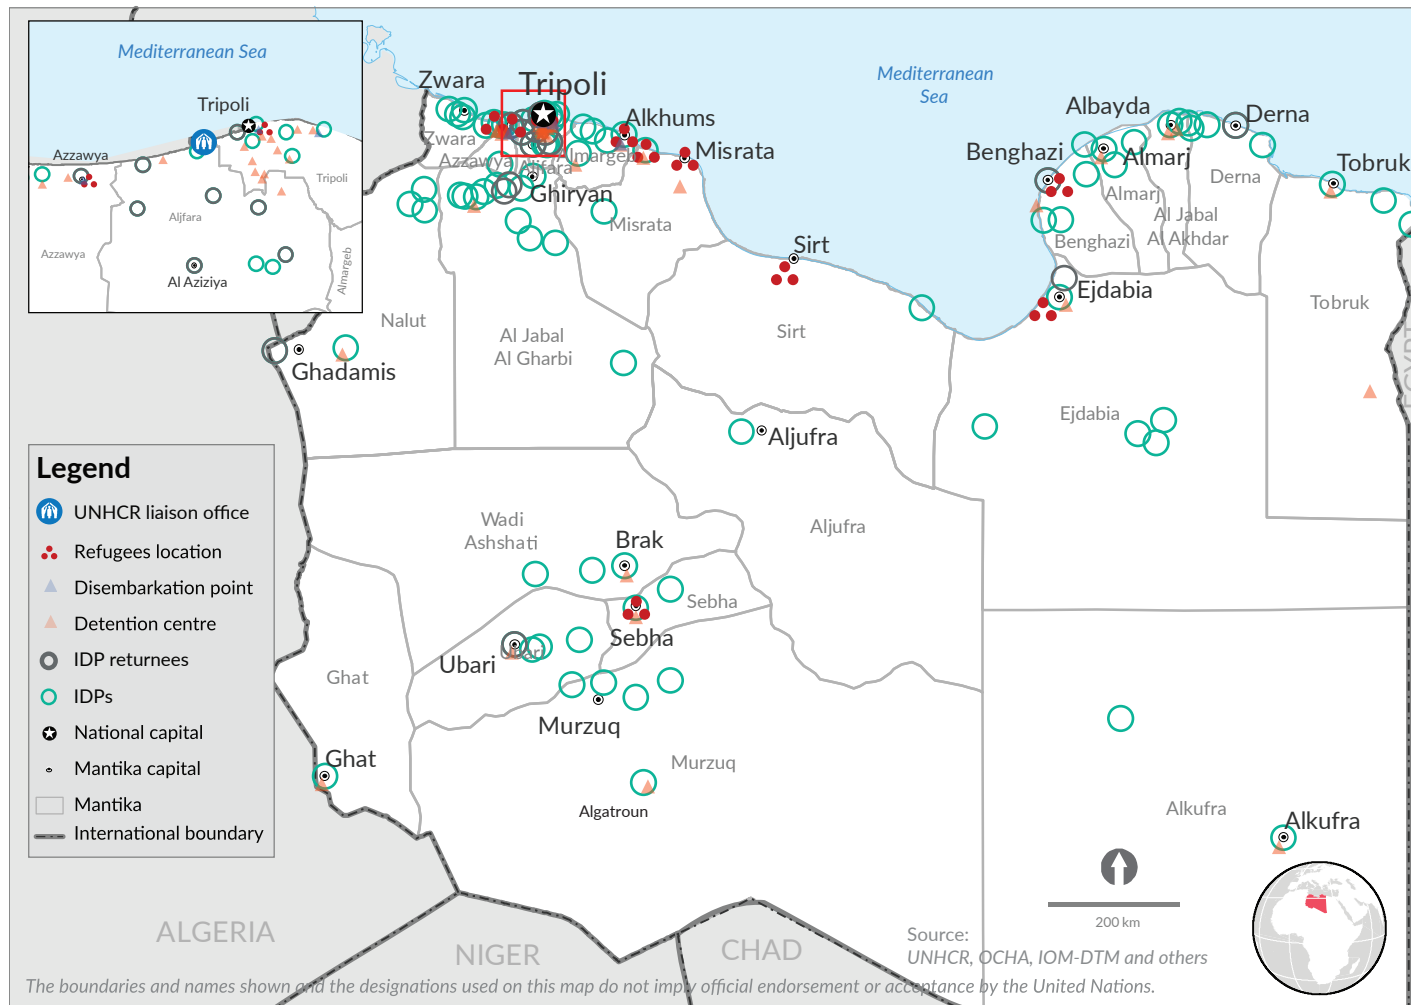 Mediterranean Sea
Tripoli
Azzawya
Tripoli
Aljfara
Azzawya
Almargeb
Al Aziziya
Mediterranean
Sea
Zwara
Tripoli
Alkhums
Misrata
Zwara
Azzawya
Aljfara
lmargeb
Ghiryan
Misrata
Albayda
Derna
Benghazi
Almarj
Tobruk
Almarj
Derna
Al Jabal
Al Akhdar
Benghazi
Sirt
Ejdabia
Tobruk
Nalut
Al Jabal
Al Gharbi
Sirt
Ghadamis
EGYPT
Ejdabia
Aljufra
Legend
UNHCR liaison office
Refugees location
Disembarkation point
Detention centre
IDP returnees
IDPs
National capital
Mantika capital
Mantika
International boundary
Wadi
Ashshati
Brak
Aljufra
Sebha
Sebha
Ubari
Ubari
Ghat
Murzuq
Ghat
Murzuq
Algatroun
Alkufra
Alkufra
200 km
ALGERIA
NIGER
CHAD
Source:
UNHCR, OCHA, IOM-DTM and others
The boundaries and names shown and the designations used on this map do not imply official endorsement or acceptance by the United Nations.